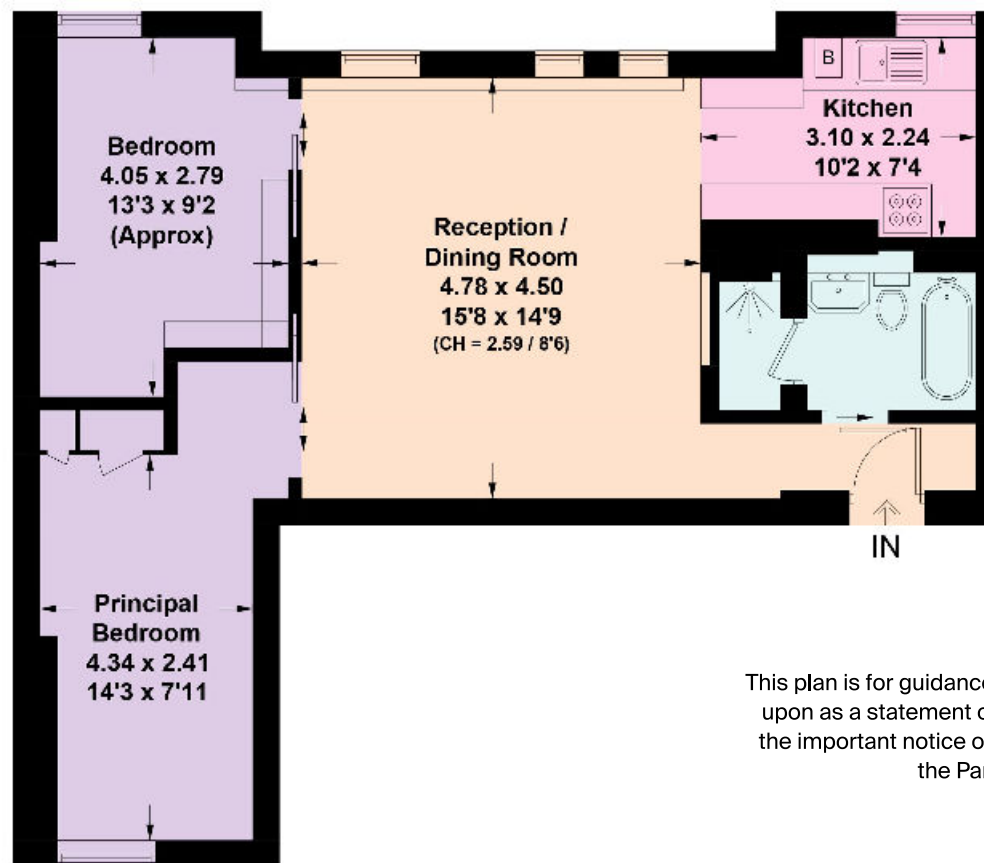 B
Kitchen
3.10 x 2.24
10'2 x 7'4
Bedroom
4.05 x 2.79
13'3 x 9'2
(Approx)
Reception /
Dining Room
4.78 x 4.50
15'8 x 14'9
(CH = 2.59 / 8'6)
IN
Principal
Bedroom
4.34 x 2.41
14'3 x 7'11
This plan is for guidance
upon as a statement
the important notice
the